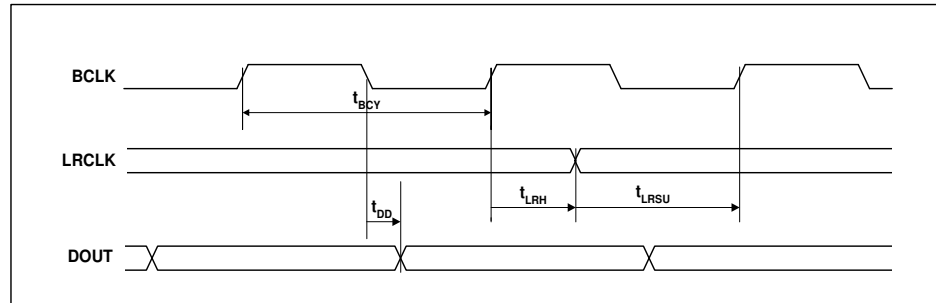 BCLK
t_BCY
LRCLK
t_DD
t_LRH
t_LRSU
DOUT